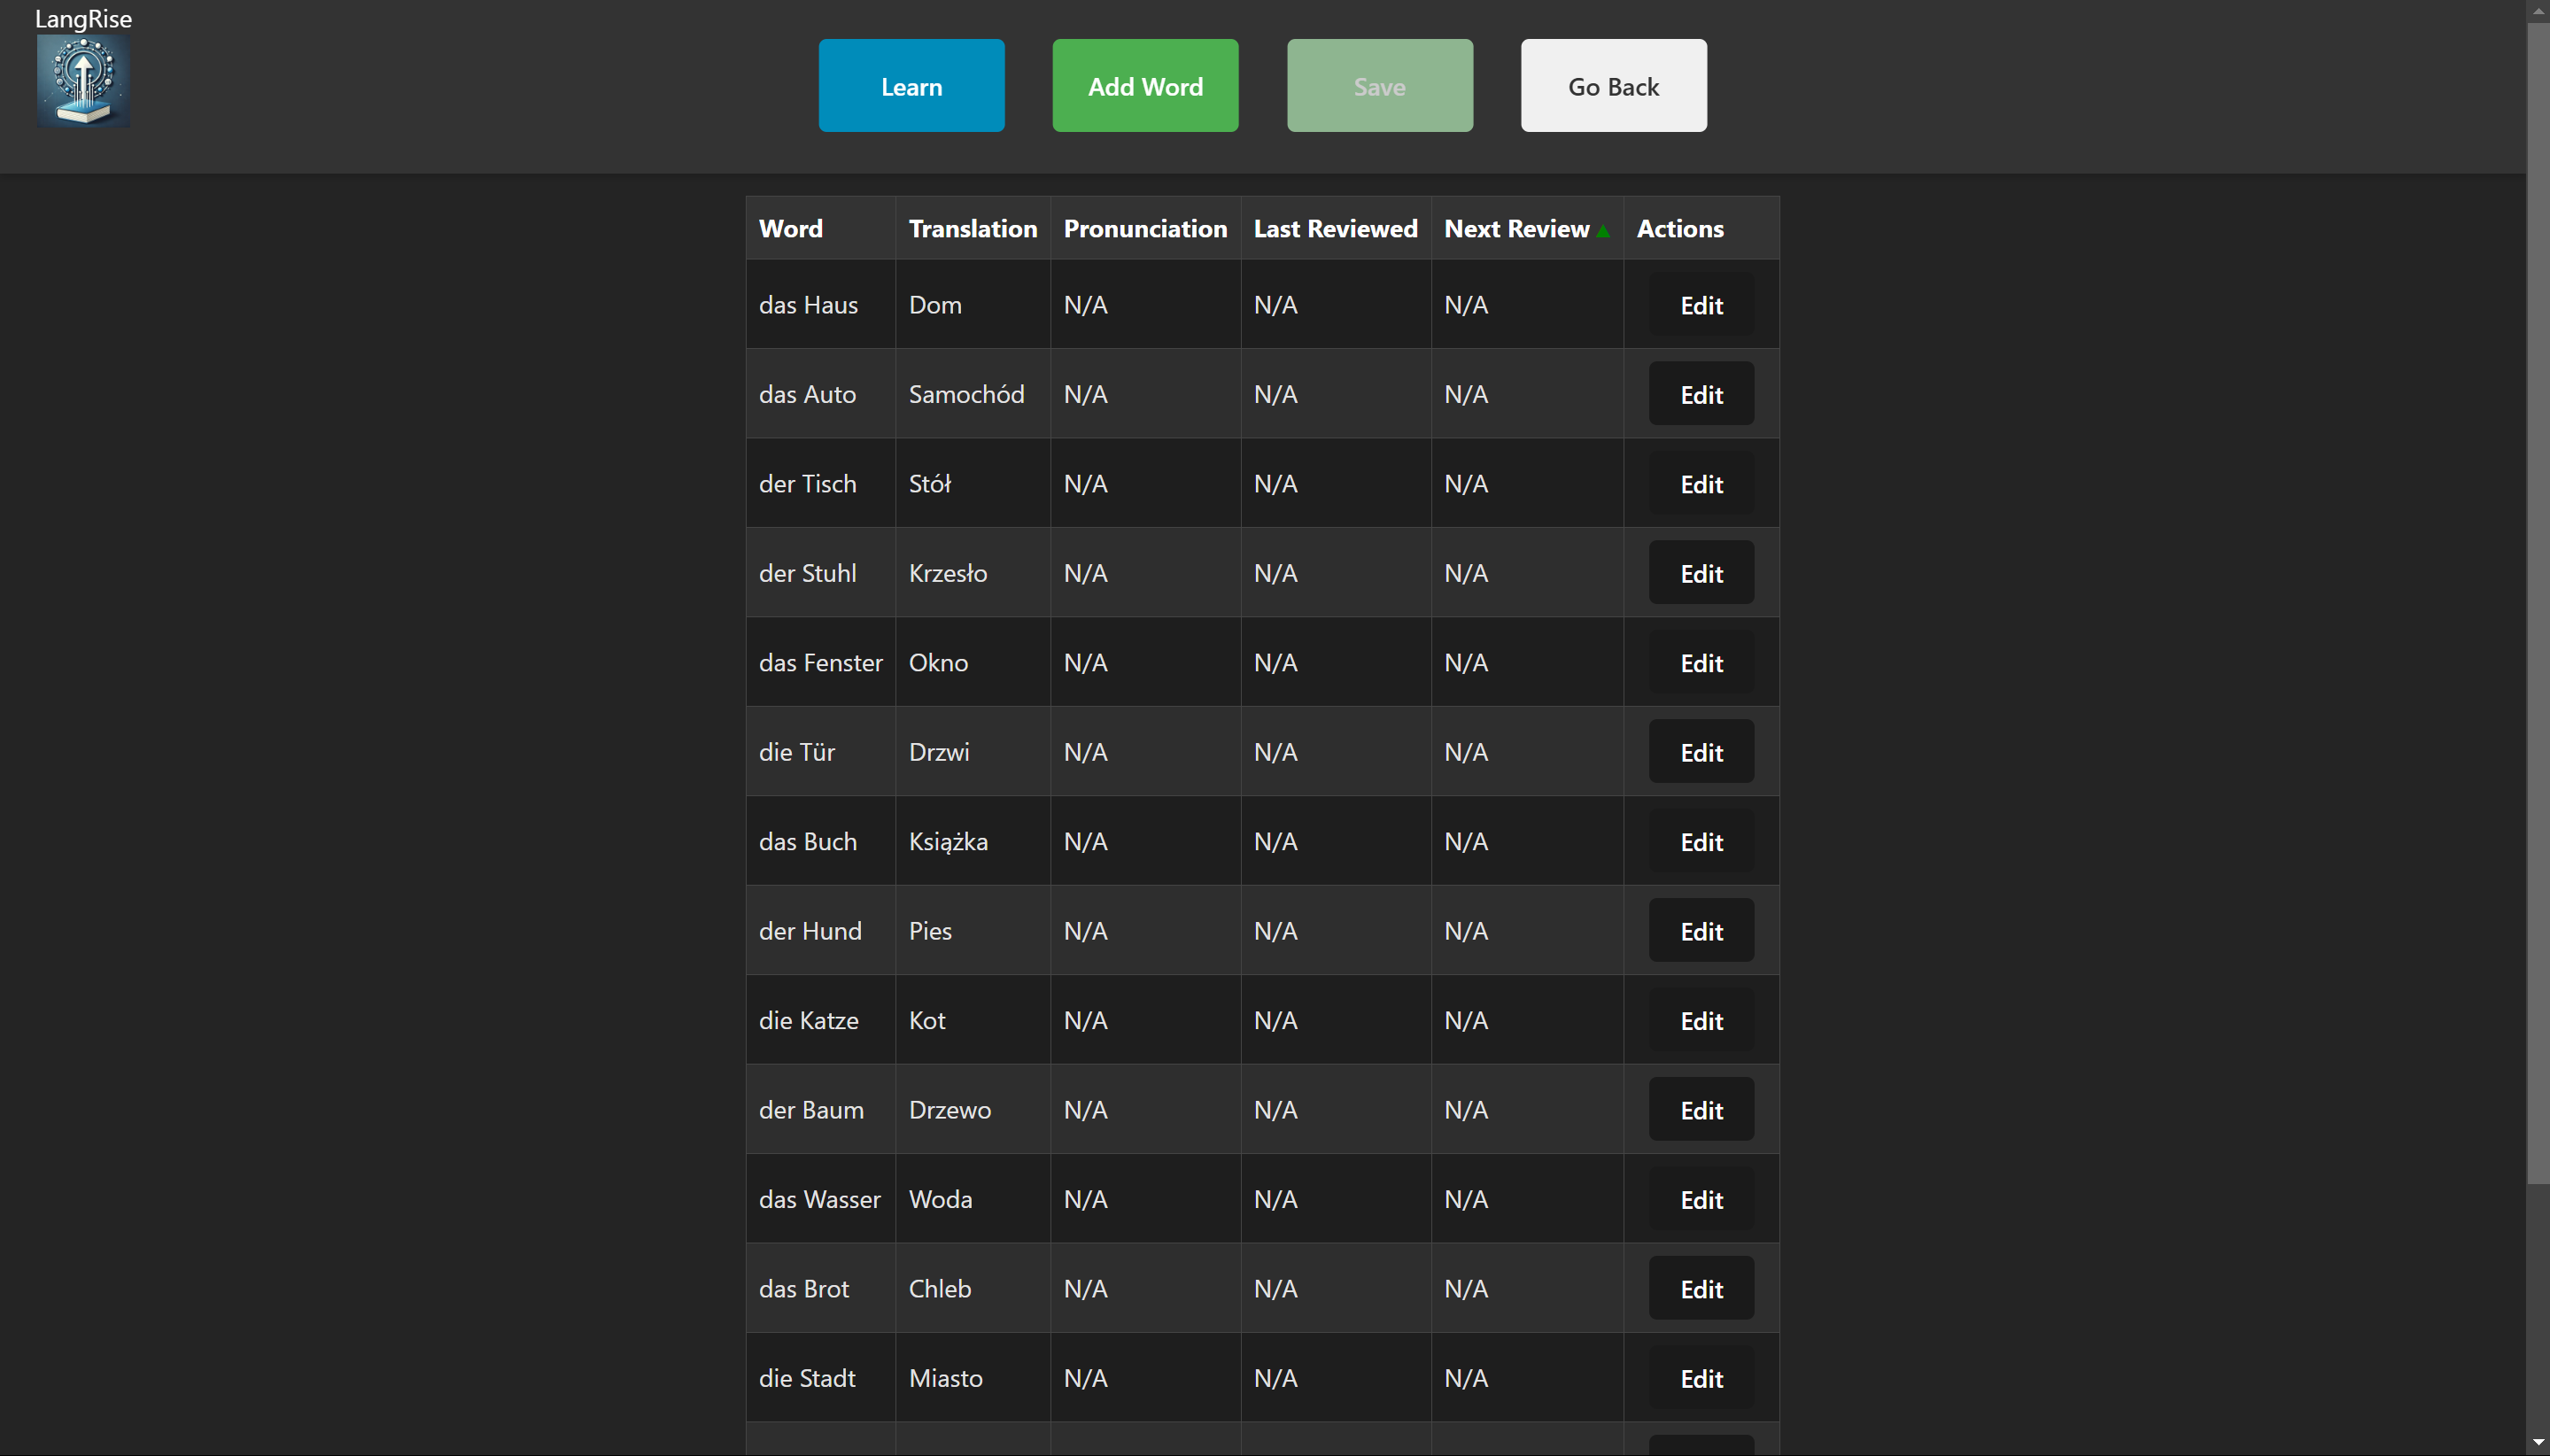 LangRise
Learn Add Word Save Go Back
Word Translation Pronunciation Last Reviewed Next Review ▲ Actions
das Haus Dom N/A N/A N/A Edit
das Auto Samochód N/A N/A N/A Edit
der Tisch Stół N/A N/A N/A Edit
der Stuhl Krzesło N/A N/A N/A Edit
das Fenster Okno N/A N/A N/A Edit
die Tür Drzwi N/A N/A N/A Edit
das Buch Książka N/A N/A N/A Edit
der Hund Pies N/A N/A N/A Edit
die Katze Kot N/A N/A N/A Edit
der Baum Drzewo N/A N/A N/A Edit
das Wasser Woda N/A N/A N/A Edit
das Brot Chleb N/A N/A N/A Edit
die Stadt Miasto N/A N/A N/A Edit